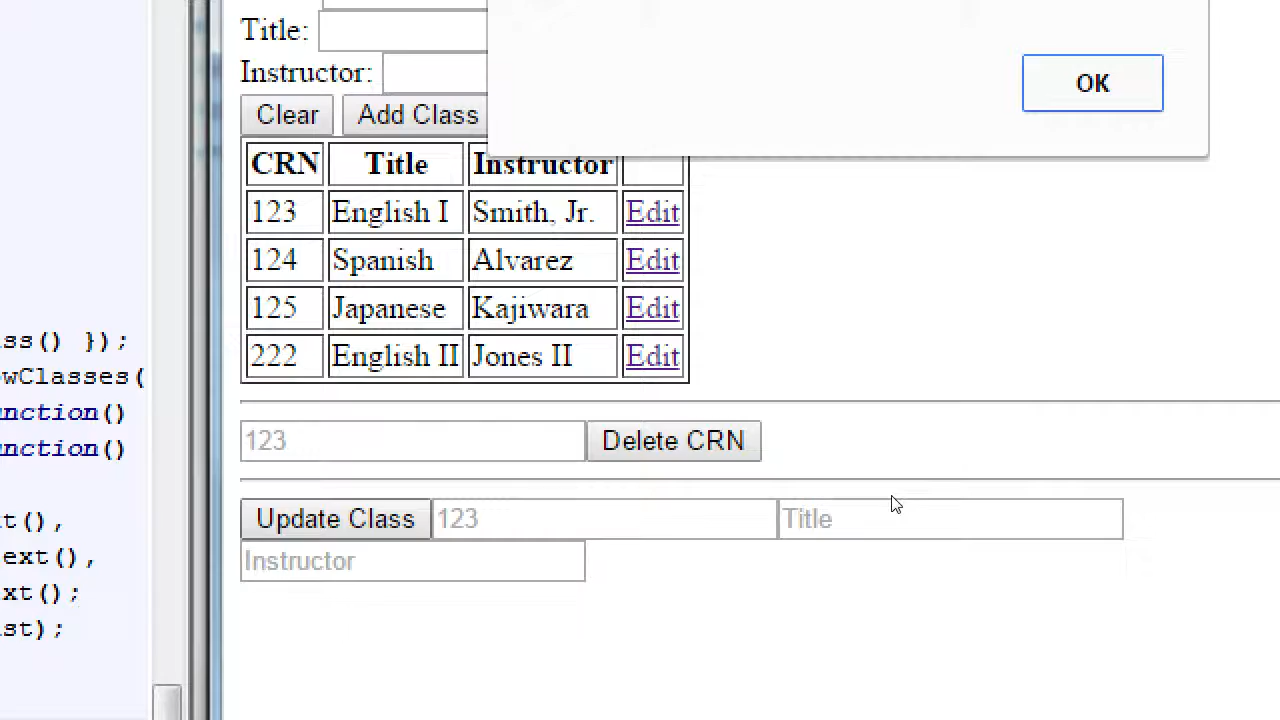 Title:
Instructor:
OK
Clear Add Class
CRN Title Instructor
123 English I Smith, Jr. Edit
124 Spanish Alvarez Edit
125 Japanese Kajiwara Edit
222 English II Jones II Edit
123 Delete CRN
Update Class 123 Title
Instructor
ss() });
wClasses(
nction()
nction()
t(),
ext(),
xt();
st);